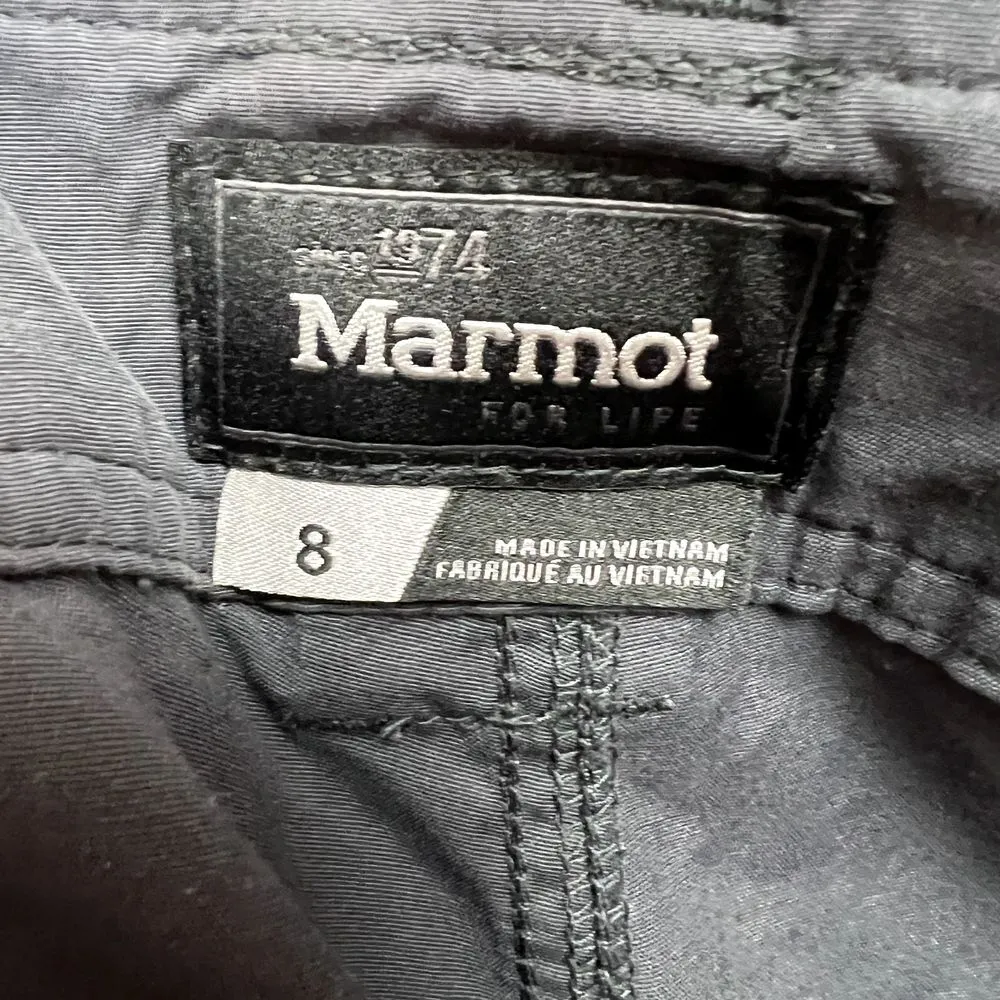 since 1974
Marmot
FOR LIFE
8
MADE IN VIETNAM
FABRIQUÉ AU VIETNAM